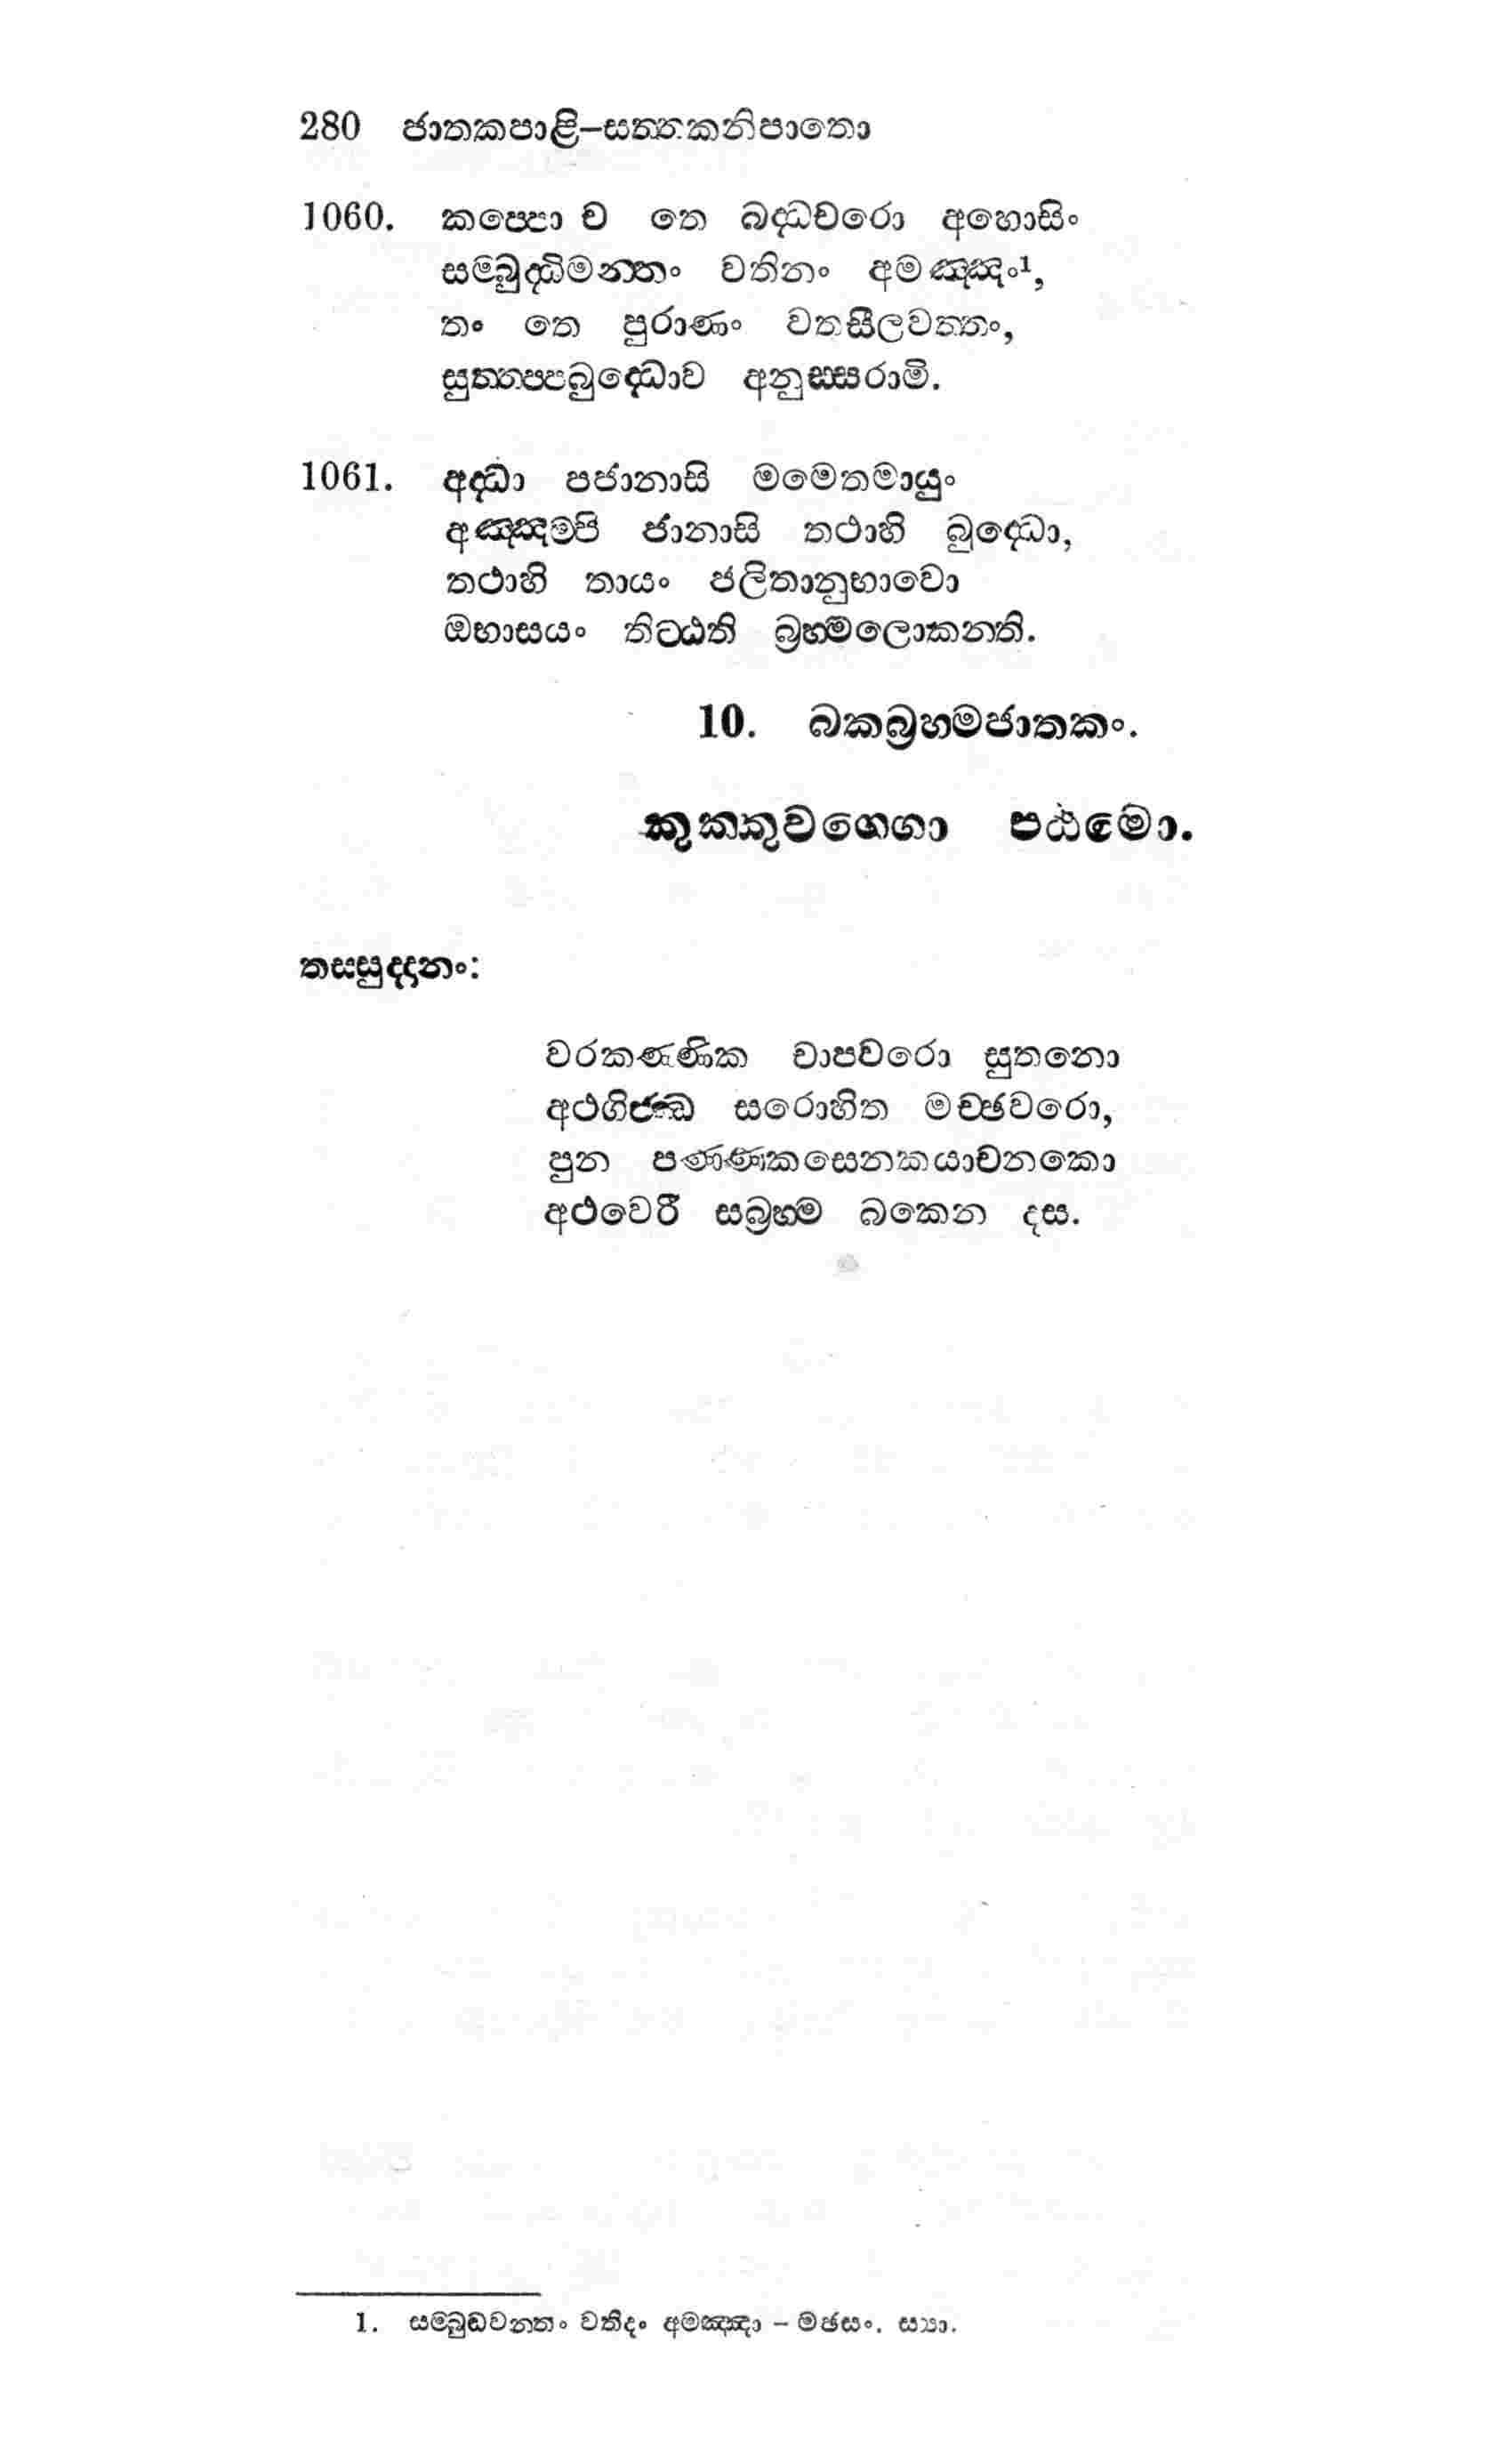 280 ජාතකපාළි–සත්තකනිපාතො
1060. කප්පො ච තෙ බද්ධචරො අහොසිං
සම්බුද්ධිමන්තං වතිනං අමඤ්ඤං¹,
තං තෙ පුරාණං වතසීලවත්තං,
සුත්තප්පබුද්ධොව අනුස්සරාමි.
1061. අද්ධා පජානාසි මමෙතමායුං
අඤ්ඤම්පි ජානාසි තථාහි බුද්ධො,
තථාහි තායං ජලිතානුභාවො
ඔභාසයං තිට්ඨති බ්‍රහ්මලොකන්ති.
10. බකබ්‍රහ්මජාතකං.
කුක්කුවග්ගො පඨමො.
තස්සුද්දානං:
වරකණ්ණික චාපවරො සුතනො
අථගිජ්ඣ සරොහිත මච්ඡවරො,
පුන පණ්ණකසෙනකයාචනකො
අථවෙරී සබ්‍රහ්ම බකෙන දස.
1. සම්බුද්ධවන්තං වතිදං අමඤ්ඤා – මඡසං. ස්‍යා.